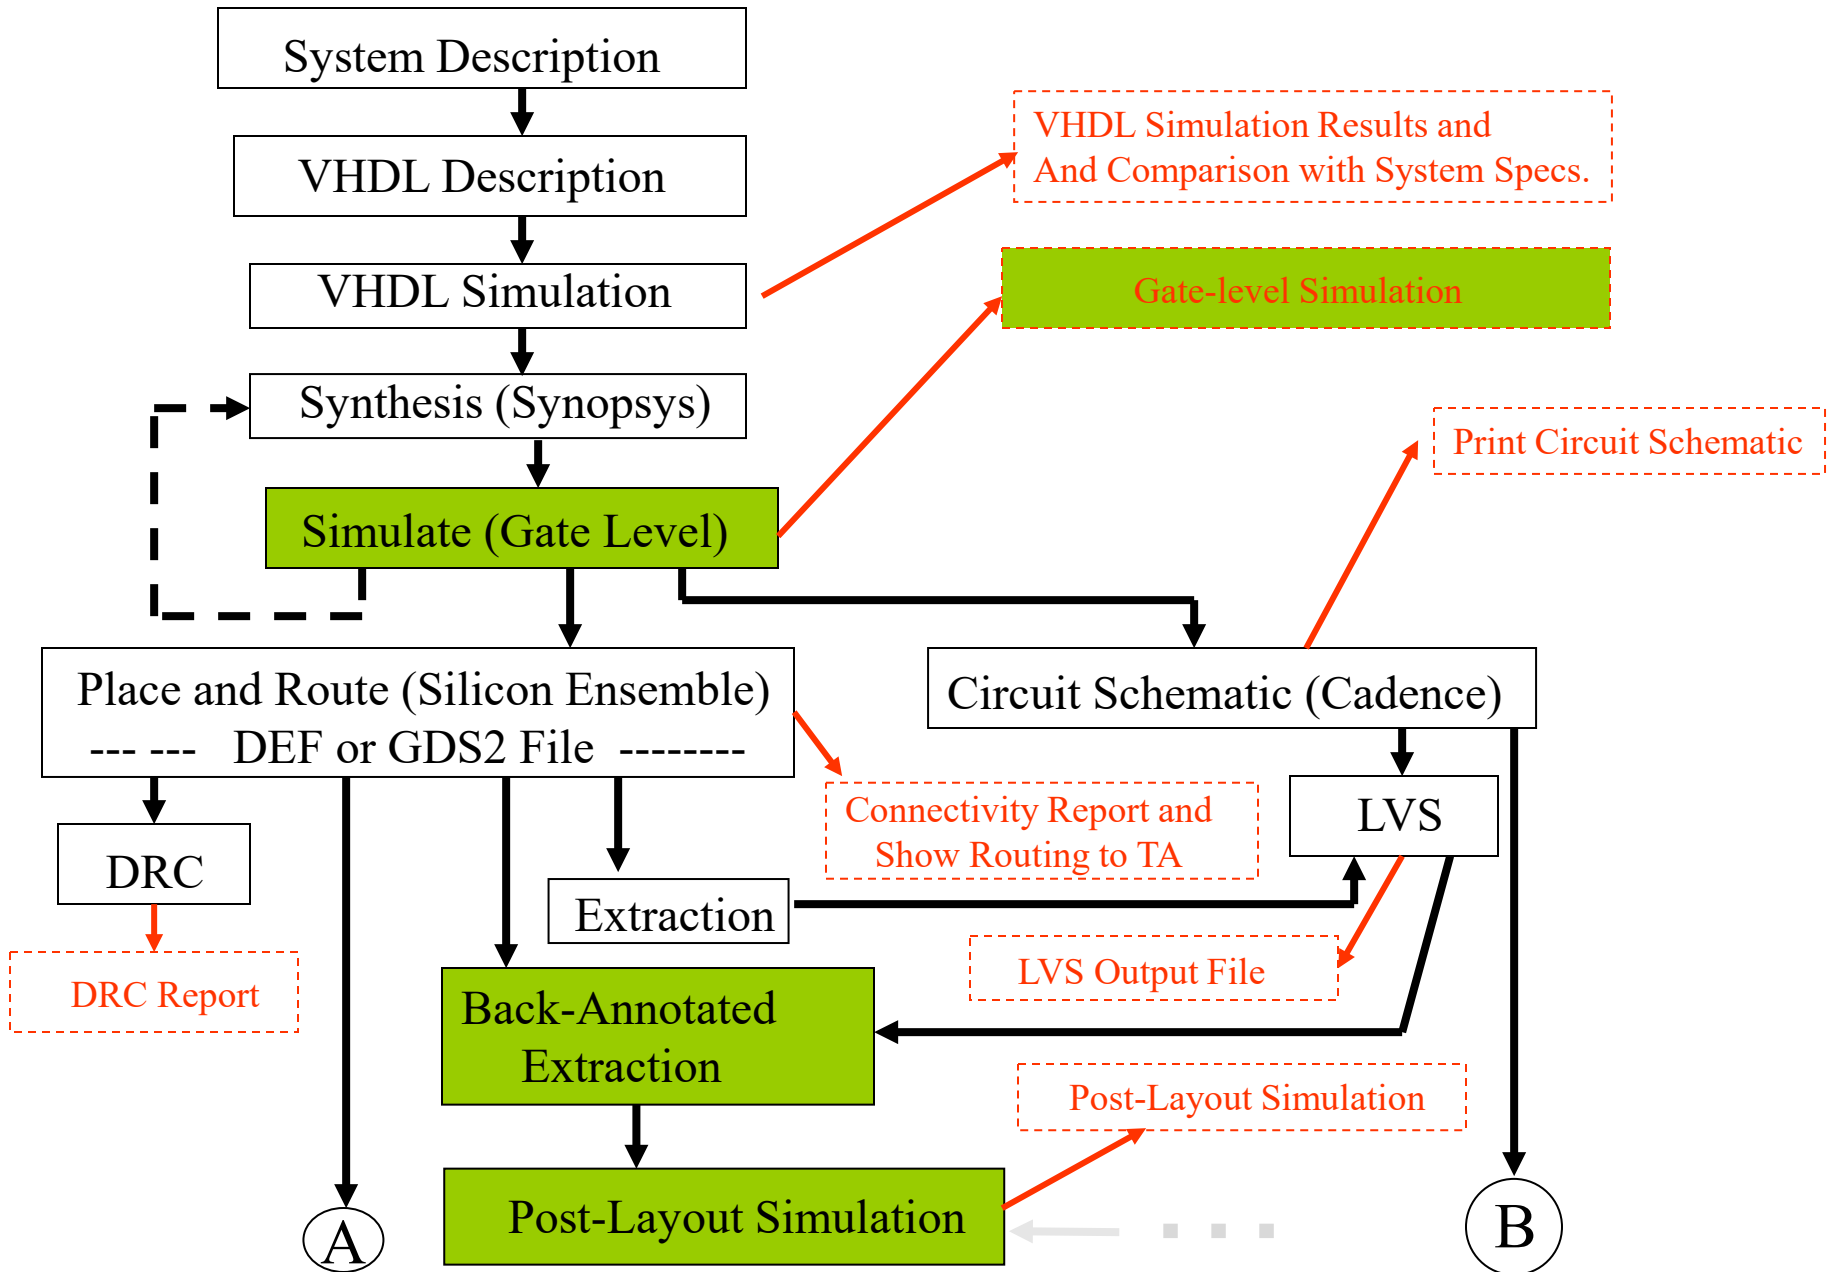 System Description
VHDL Description
VHDL Simulation Results and
And Comparison with System Specs.
VHDL Simulation
Gate-level Simulation
Synthesis (Synopsys)
Print Circuit Schematic
Simulate (Gate Level)
Place and Route (Silicon Ensemble)
--- --- DEF or GDS2 File --------
Circuit Schematic (Cadence)
Connectivity Report and
Show Routing to TA
LVS
DRC
Extraction
DRC Report
LVS Output File
Back-Annotated
Extraction
Post-Layout Simulation
Post-Layout Simulation
A
B